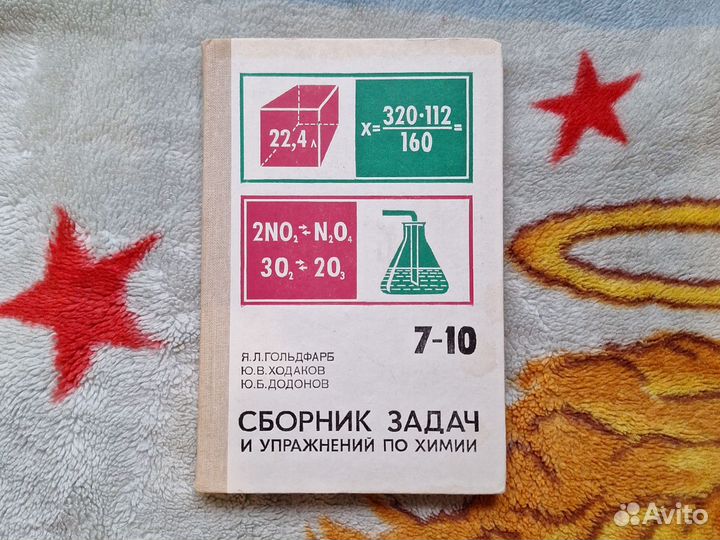 22,4 л
X= 320·112 / 160 =
2NO₂ ⇄ N₂O₄
3O₂ ⇄ 2O₃
7-10
Я.Л.ГОЛЬДФАРБ
Ю.В.ХОДАКОВ
Ю.Б.ДОДОНОВ
СБОРНИК ЗАДАЧ
И УПРАЖНЕНИЙ ПО ХИМИИ
Avito